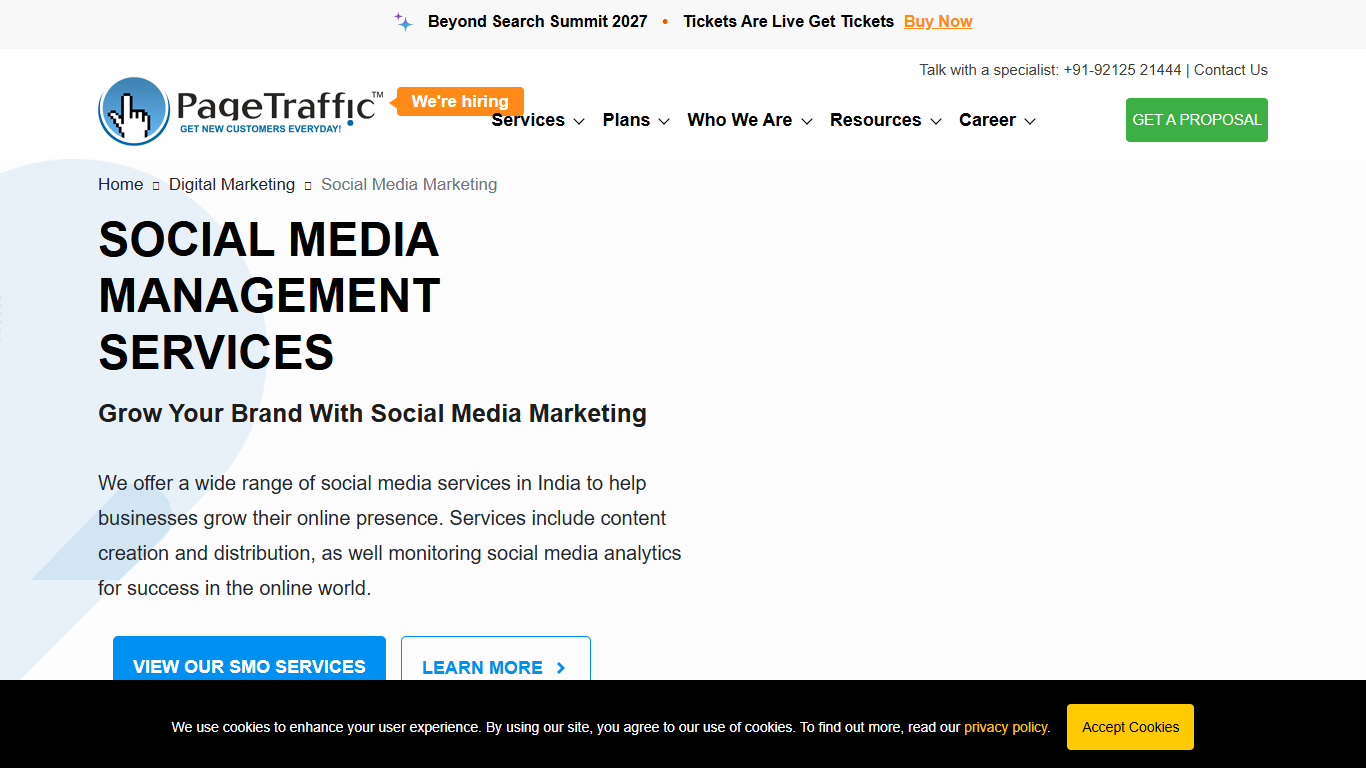 Beyond Search Summit 2027 • Tickets Are Live Get Tickets Buy Now
Talk with a specialist: +91-92125 21444 | Contact Us
PageTraffic™
GET NEW CUSTOMERS EVERYDAY!
We're hiring
Services Plans Who We Are Resources Career
GET A PROPOSAL
Home Digital Marketing Social Media Marketing
SOCIAL MEDIA
MANAGEMENT
SERVICES
Grow Your Brand With Social Media Marketing
We offer a wide range of social media services in India to help
businesses grow their online presence. Services include content
creation and distribution, as well monitoring social media analytics
for success in the online world.
VIEW OUR SMO SERVICES
LEARN MORE
We use cookies to enhance your user experience. By using our site, you agree to our use of cookies. To find out more, read our privacy policy.
Accept Cookies